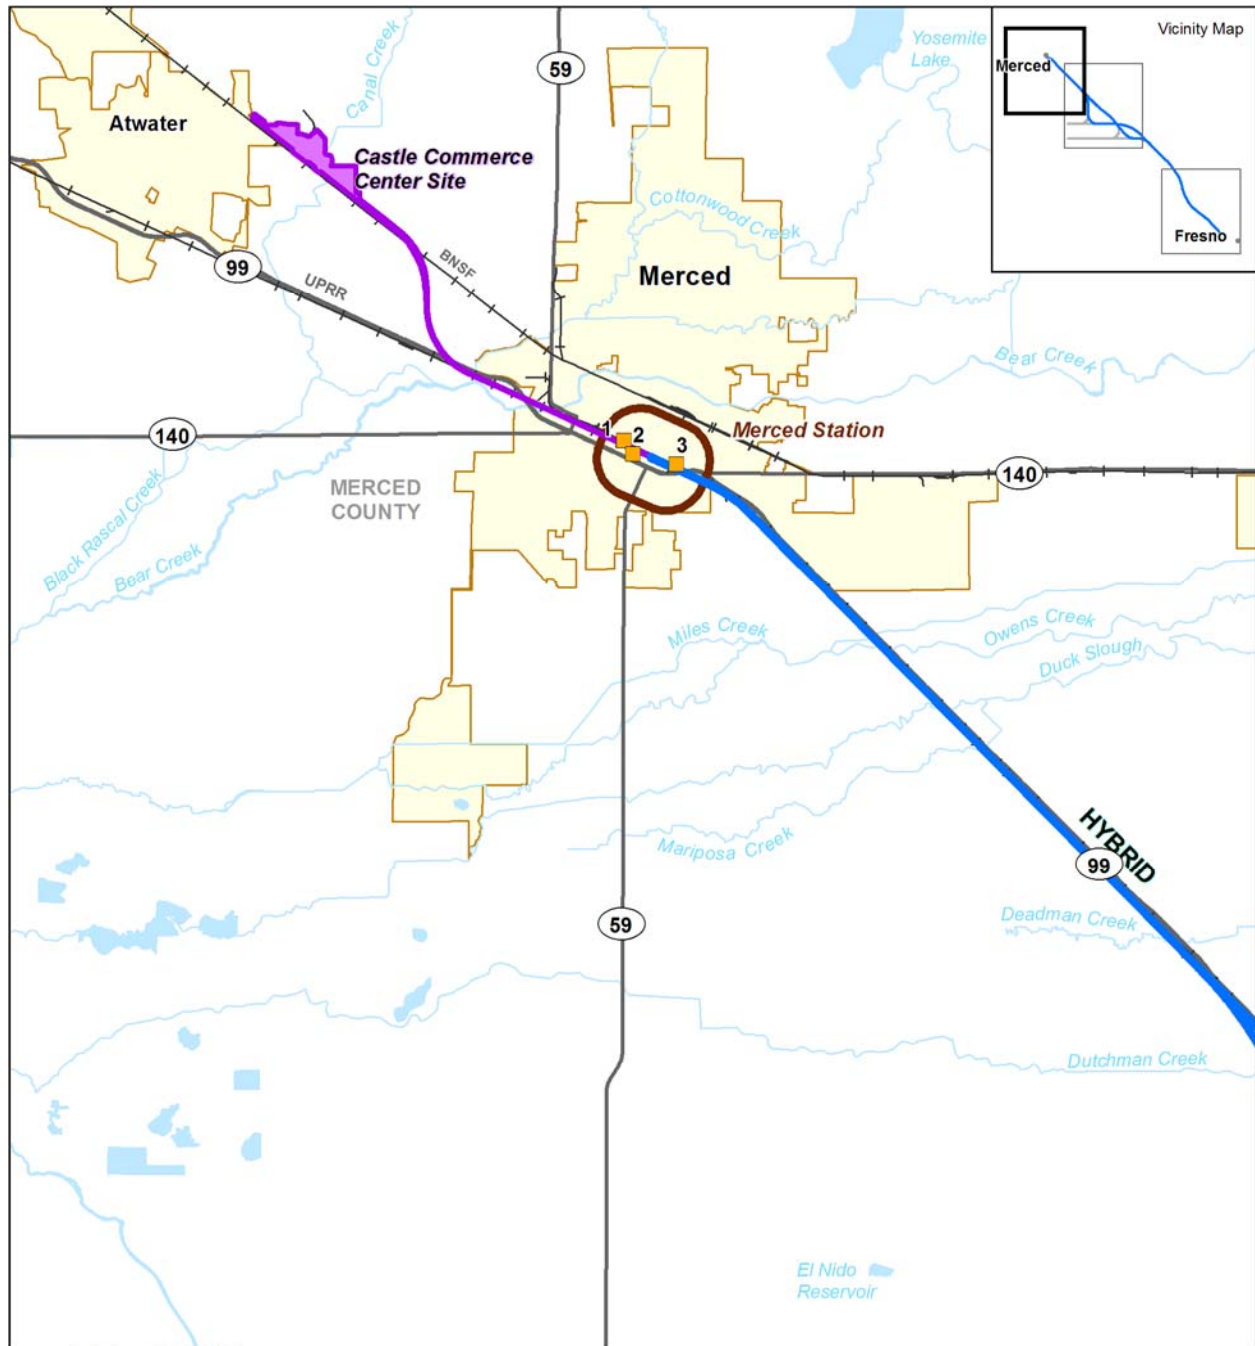 Vicinity Map
Merced
Fresno
Yosemite
Lake
59
Canal Creek
Atwater
Castle Commerce
Center Site
Cottonwood Creek
99
BNSF
UPRR
Merced
Bear Creek
140
1
2
3
Merced Station
140
MERCED
COUNTY
Black Rascal Creek
Bear Creek
Miles Creek
Owens Creek
Duck Slough
Mariposa Creek
HYBRID
99
59
Deadman Creek
Dutchman Creek
El Nido
Reservoir